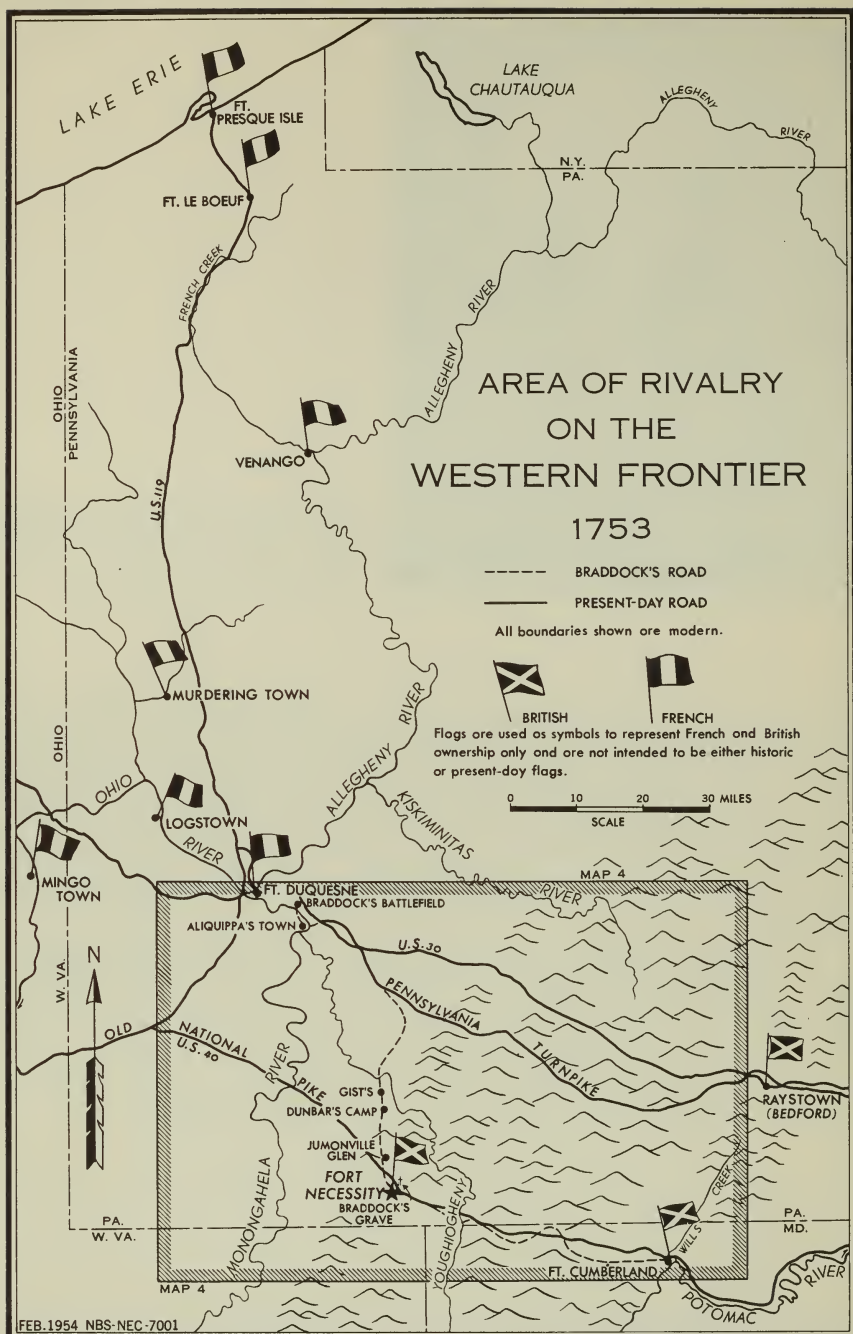 LAKE ERIE
FT.
PRESQUE ISLE
FT. LE BOEUF
LAKE
CHAUTAUQUA
ALLEGHENY
RIVER
N.Y.
PA.
FRENCH CREEK
ALLEGHENY
RIVER
OHIO
PENNSYLVANIA
VENANGO
U.S. 119
AREA OF RIVALRY
ON THE
WESTERN FRONTIER
1753
BRADDOCK'S ROAD
PRESENT-DAY ROAD
All boundaries shown ore modern.
BRITISH
FRENCH
Flags are used os symbols to represent French ond British
ownership only ond ore not intended to be either historic
or present-day flags.
0 10 20 30 MILES
SCALE
MURDERING TOWN
OHIO
OHIO
RIVER
LOGSTOWN
ALLEGHENY
RIVER
KISKIMINITAS
RIVER
MINGO
TOWN
W. VA.
MAP 4
FT. DUQUESNE
BRADDOCK'S BATTLEFIELD
ALIQUIPPA'S TOWN
U.S. 30
PENNSYLVANIA
TURNPIKE
N
OLD
NATIONAL
U.S. 40
PIKE
RIVER
MONONGAHELA
GIST'S
DUNBAR'S CAMP
JUMONVILLE
GLEN
FORT
NECESSITY
BRADDOCK'S
GRAVE
YOUGHIOGHENY
RAYSTOWN
(BEDFORD)
WILLS
CREEK
PA.
W. VA.
PA.
MD.
FT. CUMBERLAND
POTOMAC
RIVER
MAP 4
FEB. 1954 NBS-NEC-7001